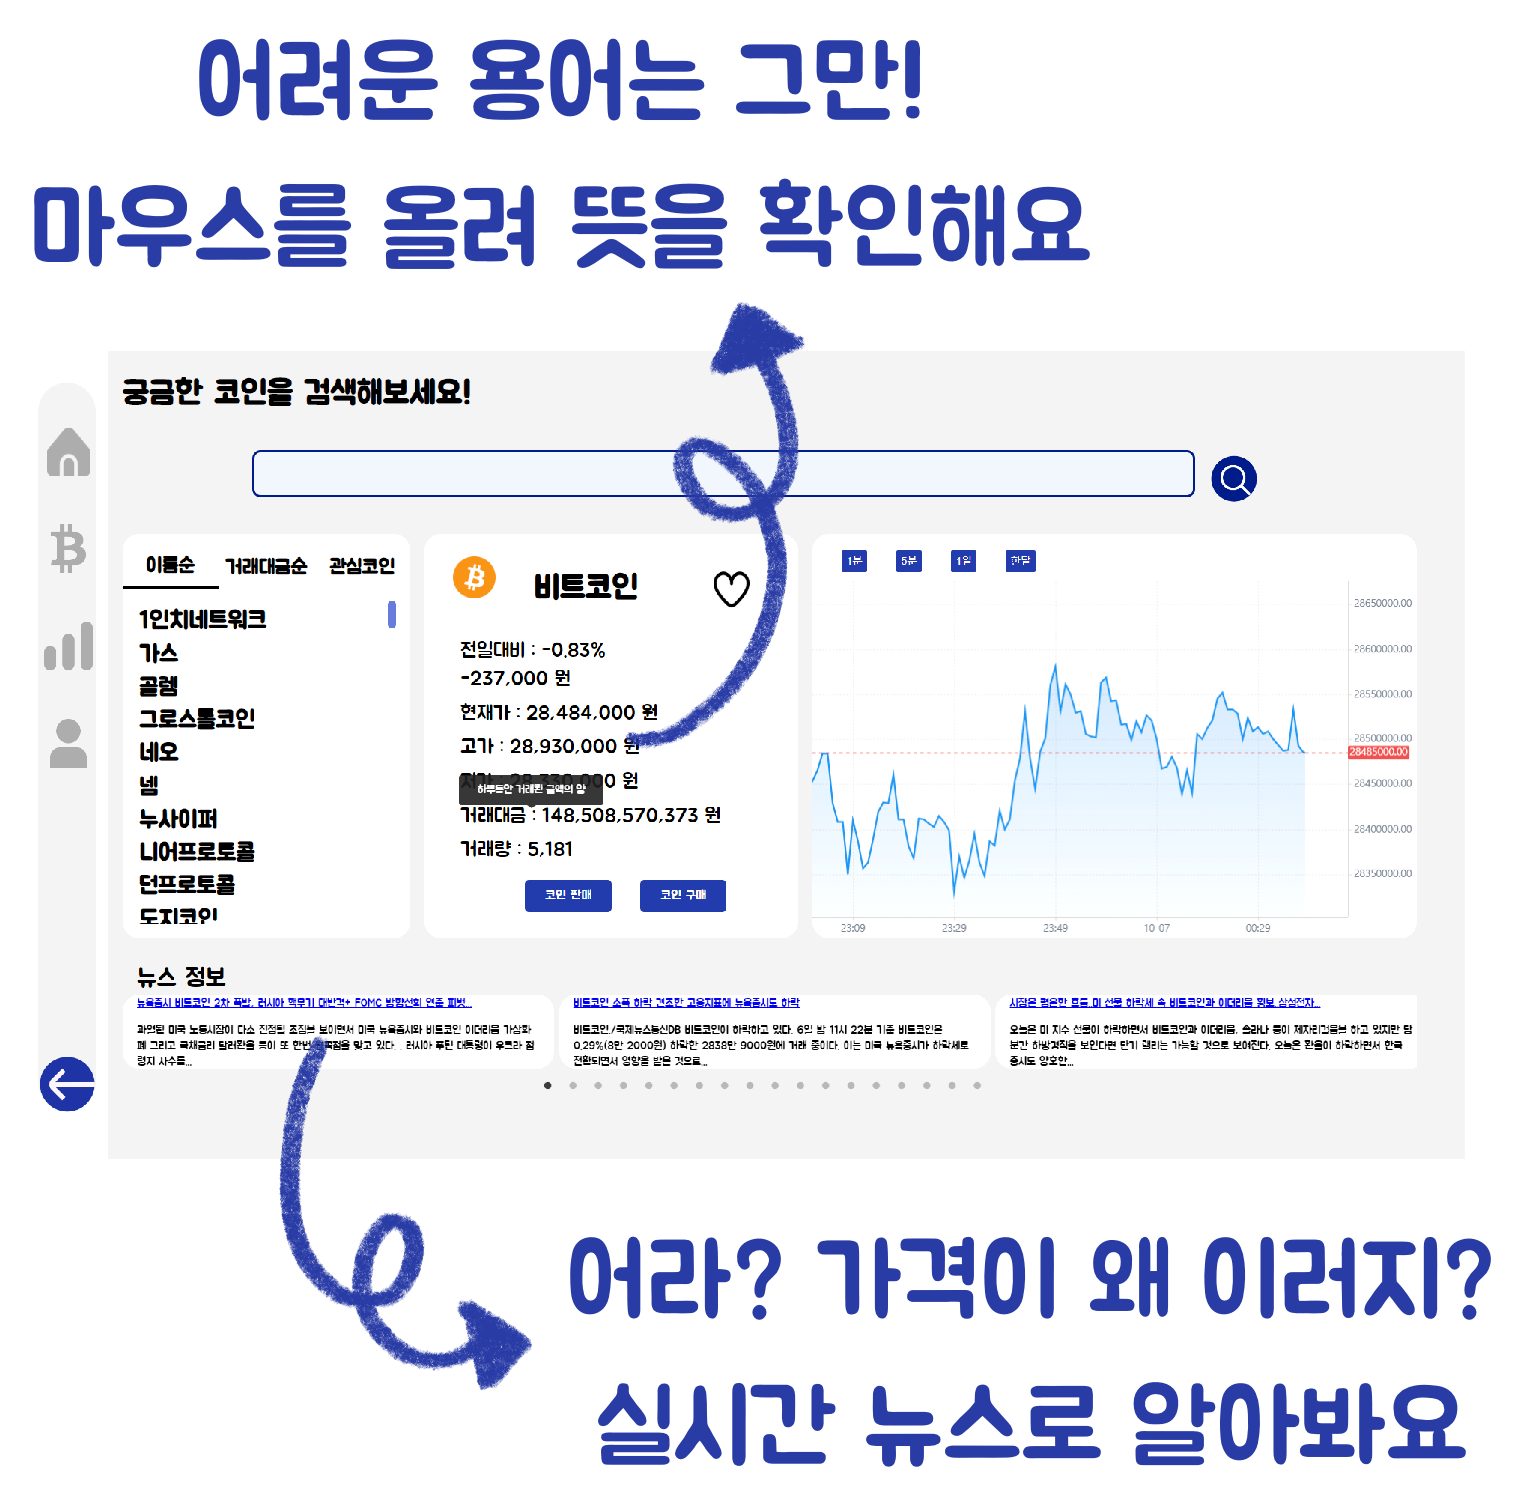 어려운 용어는 그만!
마우스를 올려 뜻을 확인해요
궁금한 코인을 검색해보세요!
이름순 거래대금순 관심코인
1인치네트워크
가스
골렘
그로스톨코인
네오
넴
누사이퍼
니어프로토콜
던프로토콜
도지코인
비트코인
전일대비 : -0.83%
-237,000 원
현재가 : 28,484,000 원
고가 : 28,930,000 원
저가 : 28,330,000 원
하루동안 거래된 금액의 양
거래대금 : 148,508,570,373 원
거래량 : 5,181
코인 판매 코인 구매
1분 5분 1일 한달
28650000.00
28600000.00
28550000.00
28500000.00
28485000.00
28450000.00
28400000.00
28350000.00
23:09 23:29 23:49 10-07 00:29
뉴스 정보
뉴욕증시 비트코인 2차 폭발, 러시아 핵무기 대반격+ FOMC 방향선회 연준 피벗...
과열된 미국 노동시장이 다소 진정될 조짐을 보이면서 미국 뉴욕증시와 비트코인 이더리움 가상화
폐 그리고 국채금리 달러환율 등이 또 한번 변곡점을 맞고 있다. . 러시아 푸틴 대통령이 우크라 점
령지 사수를...
비트코인 소폭 하락 견조한 고용지표에 뉴욕증시도 하락
비트코인./국제뉴스통신DB 비트코인이 하락하고 있다. 6일 밤 11시 22분 기준 비트코인은
0.29%(8만 2000원) 하락한 2838만 9000원에 거래 중이다. 이는 미국 뉴욕증시가 하락세로
전환되면서 영향을 받은 것으로...
시장은 평온한 흐름..미 선물 하락세 속 비트코인과 이더리움 횡보 삼성전자...
오늘은 미 지수 선물이 하락하면서 비트코인과 이더리움, 솔라나 등이 제자리걸음을 하고 있지만 당
분간 하방경직을 보인다면 단기 랠리는 가능할 것으로 보여진다. 오늘은 환율이 하락하면서 한국
증시도 양호한...
어라? 가격이 왜 이러지?
실시간 뉴스로 알아봐요